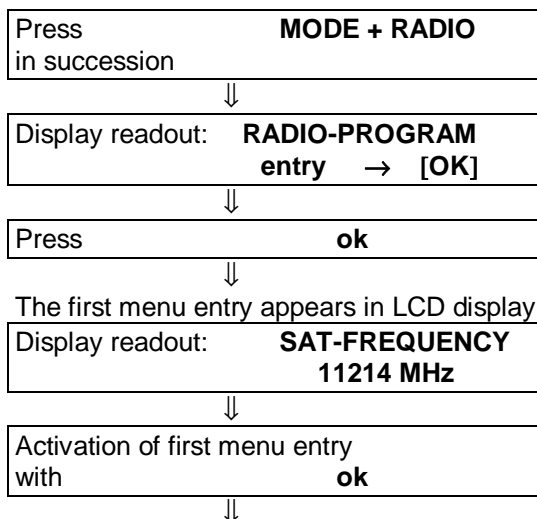 Press MODE + RADIO
in succession
⇓
Display readout: RADIO-PROGRAM
entry → [OK]
⇓
Press ok
⇓
The first menu entry appears in LCD display
Display readout: SAT-FREQUENCY
11214 MHz
⇓
Activation of first menu entry
with ok
⇓